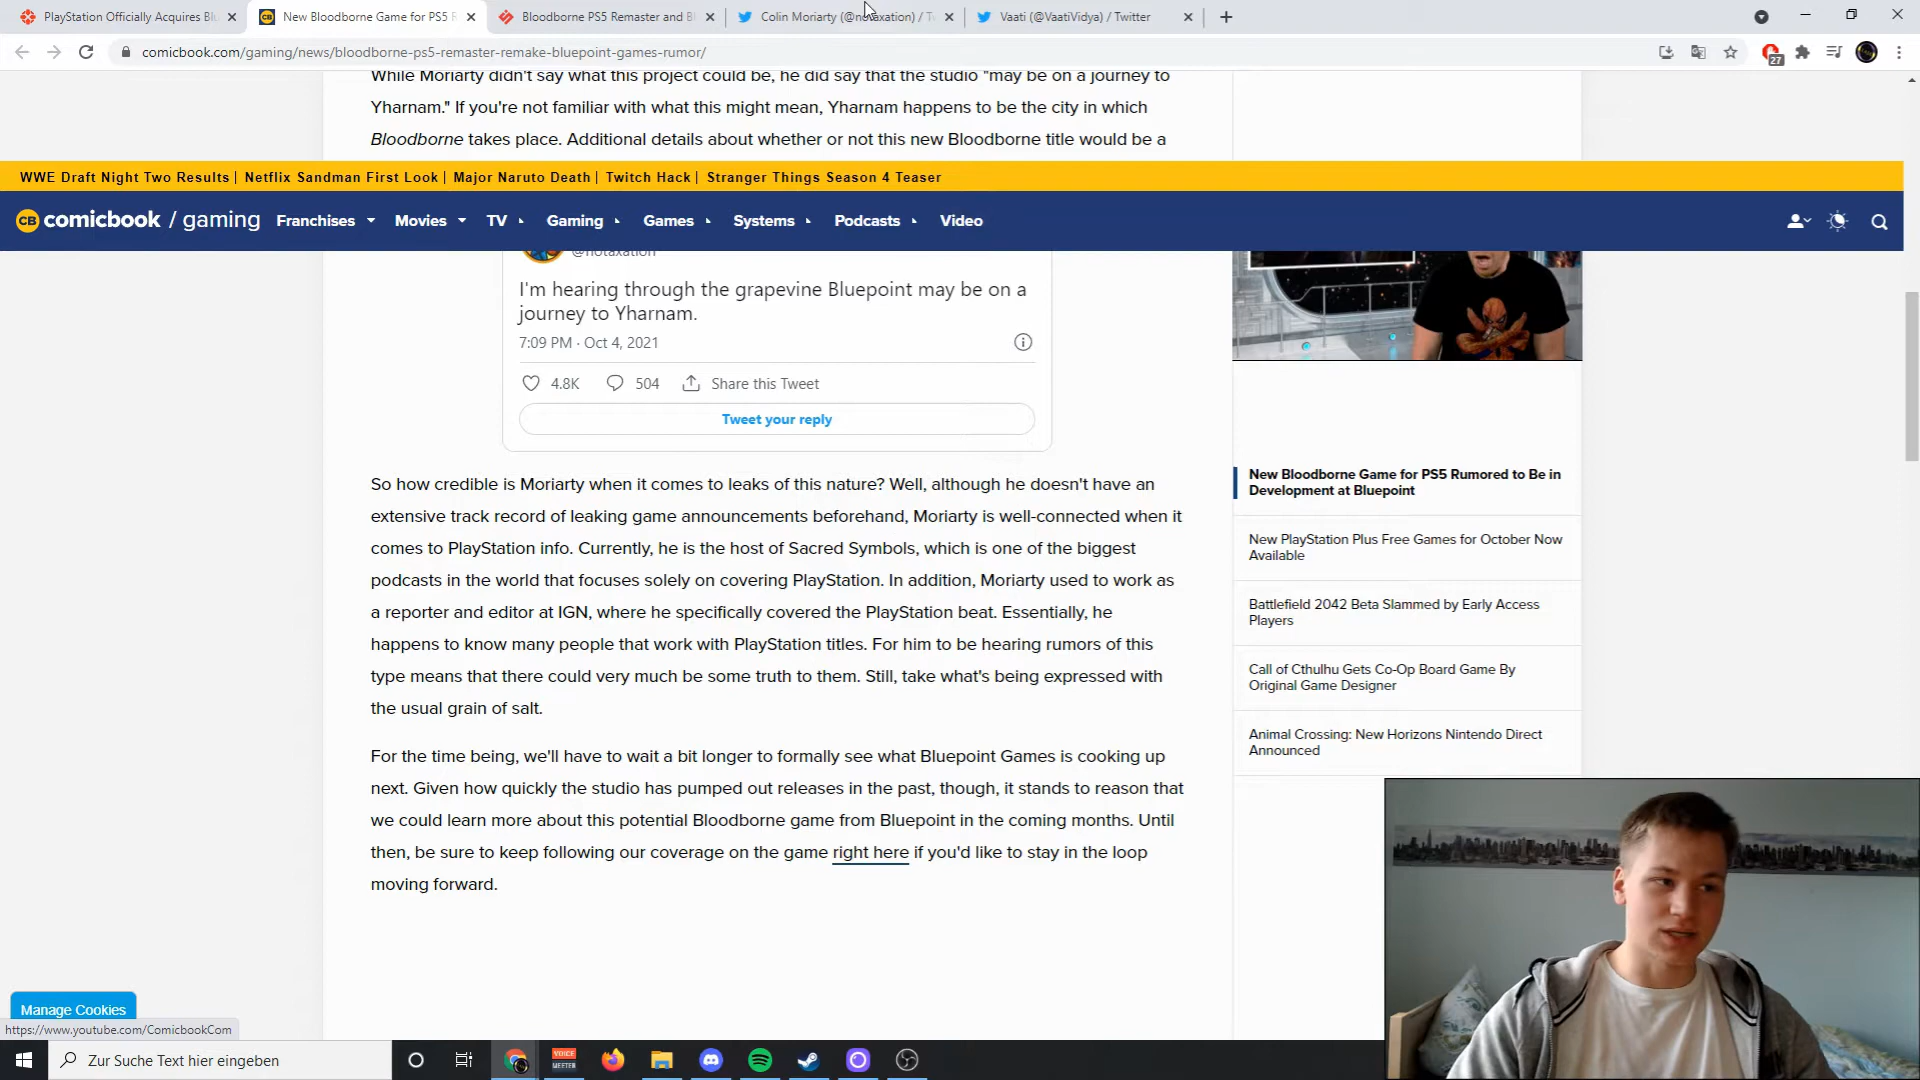 PlayStation Officially Acquires Bl
New Bloodborne Game for PS5 R
Bloodborne PS5 Remaster and Bl
Colin Moriarty (@notaxation) / Tw
Vaati (@VaatiVidya) / Twitter
comicbook.com/gaming/news/bloodborne-ps5-remaster-remake-bluepoint-games-rumor/
27
While Moriarty didn't say what this project could be, he did say that the studio "may be on a journey to
Yharnam." If you're not familiar with what this might mean, Yharnam happens to be the city in which
Bloodborne takes place. Additional details about whether or not this new Bloodborne title would be a
WWE Draft Night Two Results | Netflix Sandman First Look | Major Naruto Death | Twitch Hack | Stranger Things Season 4 Teaser
CB comicbook / gaming Franchises Movies TV Gaming Games Systems Podcasts Video
@notaxation
I'm hearing through the grapevine Bluepoint may be on a
journey to Yharnam.
7:09 PM · Oct 4, 2021
4.8K 504 Share this Tweet
Tweet your reply
So how credible is Moriarty when it comes to leaks of this nature? Well, although he doesn't have an
extensive track record of leaking game announcements beforehand, Moriarty is well-connected when it
comes to PlayStation info. Currently, he is the host of Sacred Symbols, which is one of the biggest
podcasts in the world that focuses solely on covering PlayStation. In addition, Moriarty used to work as
a reporter and editor at IGN, where he specifically covered the PlayStation beat. Essentially, he
happens to know many people that work with PlayStation titles. For him to be hearing rumors of this
type means that there could very much be some truth to them. Still, take what's being expressed with
the usual grain of salt.
For the time being, we'll have to wait a bit longer to formally see what Bluepoint Games is cooking up
next. Given how quickly the studio has pumped out releases in the past, though, it stands to reason that
we could learn more about this potential Bloodborne game from Bluepoint in the coming months. Until
then, be sure to keep following our coverage on the game right here if you'd like to stay in the loop
moving forward.
New Bloodborne Game for PS5 Rumored to Be in
Development at Bluepoint
New PlayStation Plus Free Games for October Now
Available
Battlefield 2042 Beta Slammed by Early Access
Players
Call of Cthulhu Gets Co-Op Board Game By
Original Game Designer
Animal Crossing: New Horizons Nintendo Direct
Announced
Manage Cookies
https://www.youtube.com/ComicbookCom
Zur Suche Text hier eingeben
VOICE
MEETER